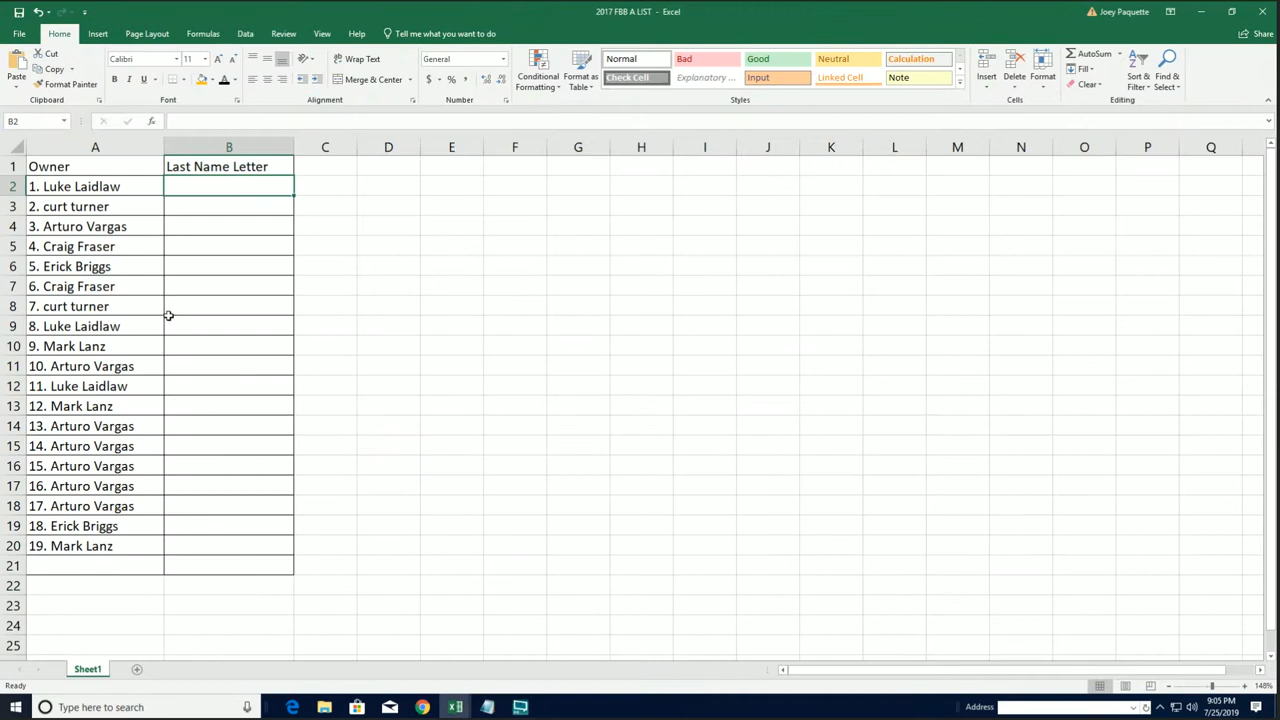 2017 FBB A LIST - Excel
Joey Paquette
File Home Insert Page Layout Formulas Data Review View Help Tell me what you want to do Share
Paste Cut Copy Format Painter Clipboard
Calibri 11 B I U A Font
Wrap Text Merge & Center Alignment
General $ % , Number
Conditional Formatting Format as Table
Normal Bad Good Neutral Calculation
Check Cell Explanatory ... Input Linked Cell Note
Styles
Insert Delete Format Cells
AutoSum Fill Clear Sort & Filter Find & Select Editing
B2 fx
A B C D E F G H I J K L M N O P Q
1 Owner Last Name Letter
2 1. Luke Laidlaw
3 2. curt turner
4 3. Arturo Vargas
5 4. Craig Fraser
6 5. Erick Briggs
7 6. Craig Fraser
8 7. curt turner
9 8. Luke Laidlaw
10 9. Mark Lanz
11 10. Arturo Vargas
12 11. Luke Laidlaw
13 12. Mark Lanz
14 13. Arturo Vargas
15 14. Arturo Vargas
16 15. Arturo Vargas
17 16. Arturo Vargas
18 17. Arturo Vargas
19 18. Erick Briggs
20 19. Mark Lanz
21
22
23
24
25
Sheet1
Ready 148%
Type here to search Address 9:05 PM
7/25/2019